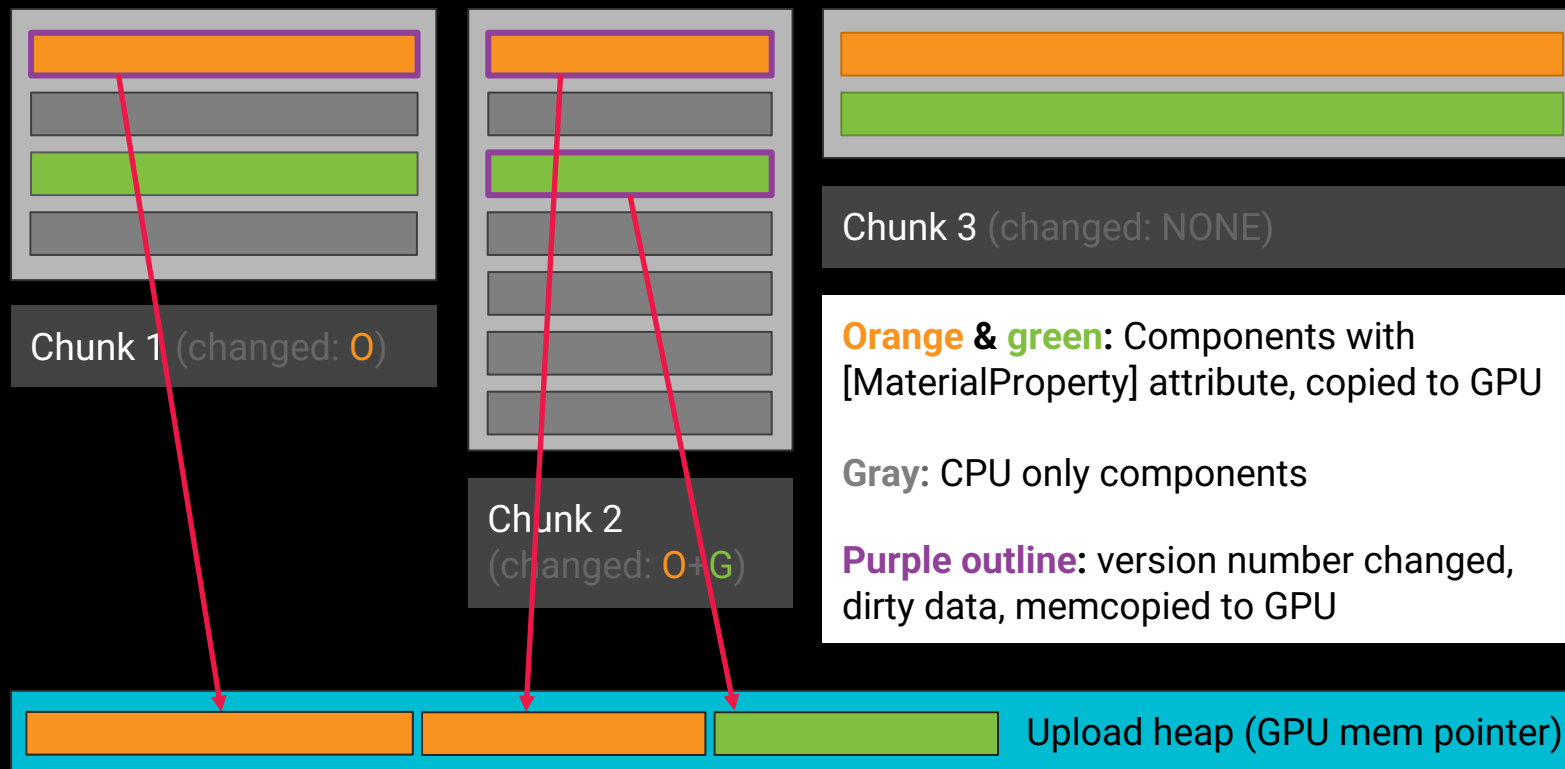 Chunk 1 (changed: O)
Chunk 2
(changed: O+G)
Chunk 3 (changed: NONE)
Orange & green: Components with
[MaterialProperty] attribute, copied to GPU
Gray: CPU only components
Purple outline: version number changed,
dirty data, memcopied to GPU
Upload heap (GPU mem pointer)